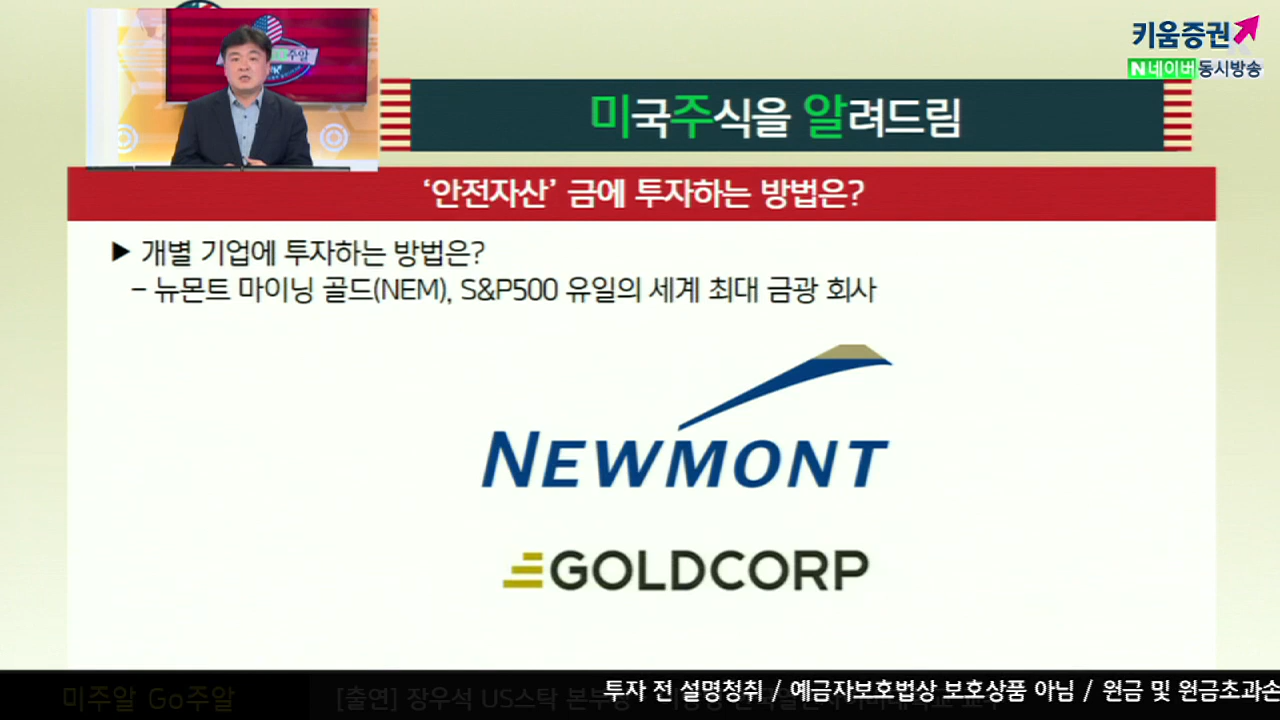 키움증권
N 네이버 동시방송
주알
미국주식을 알려드림
‘안전자산’ 금에 투자하는 방법은?
▶ 개별 기업에 투자하는 방법은?
– 뉴몬트 마이닝 골드(NEM), S&P500 유일의 세계 최대 금광 회사
NEWMONT
GOLDCORP
미주알 Go주알
[출연] 장우석 US스탁 본부장
투자 전 설명청취 / 예금자보호법상 보호상품 아님 / 원금 및 원금초과손